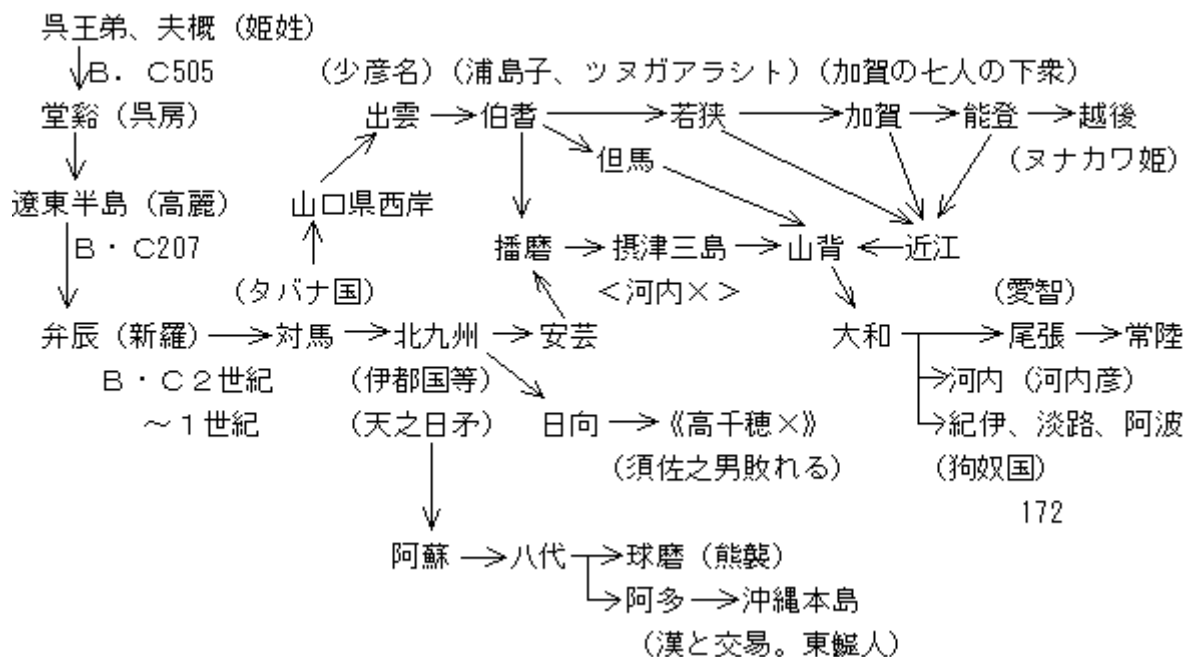 呉王弟、夫概（姫姓）
↓B．C505 （少彦名）（浦島子、ツヌガアラシト）（加賀の七人の下衆）
堂谿（呉房） 出雲→伯耆→若狭→加賀→能登→越後
但馬 （ヌナカワ姫）
遼東半島（高麗） 山口県西岸
B・C207 播磨→摂津三島→山背←近江
（タバナ国） ＜河内×＞ （愛智）
弁辰（新羅）→対馬→北九州→安芸 大和→尾張→常陸
B・C２世紀 （伊都国等） →河内（河内彦）
～１世紀 （天之日矛） 日向→《高千穂×》 →紀伊、淡路、阿波
（須佐之男敗れる） （狗奴国）
172
阿蘇→八代→球磨（熊襲）
→阿多→沖縄本島
（漢と交易。東鯷人）